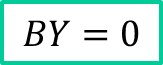 BY = 0